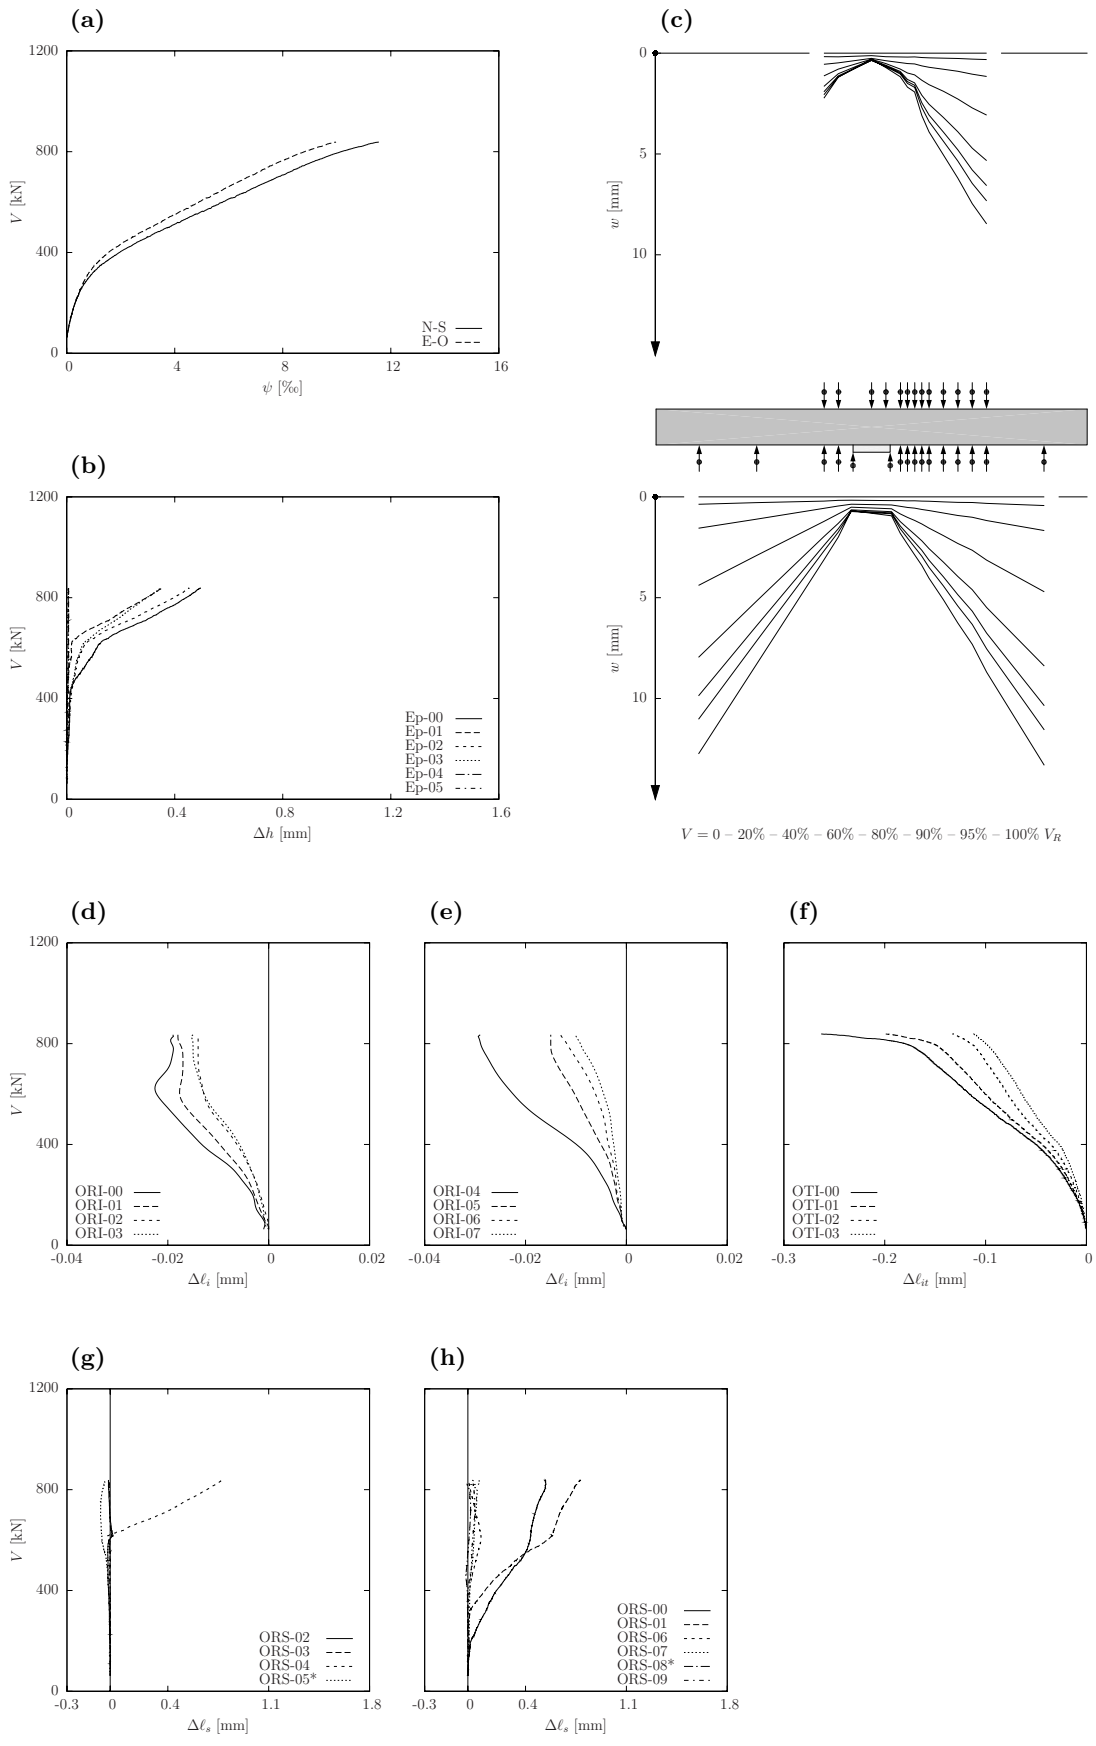 (a)
1200
800
400
0
V [kN]
0 4 8 12 16
ψ [‰]
N-S
E-O
(b)
1200
800
400
0
V [kN]
0 0.4 0.8 1.2 1.6
Δh [mm]
Ep-00
Ep-01
Ep-02
Ep-03
Ep-04
Ep-05
(c)
0
5
10
w [mm]
0
5
10
w [mm]
V = 0 – 20% – 40% – 60% – 80% – 90% – 95% – 100% V_R
(d)
1200
800
400
0
V [kN]
-0.04 -0.02 0 0.02
Δℓ_i [mm]
ORI-00
ORI-01
ORI-02
ORI-03
(e)
-0.04 -0.02 0 0.02
Δℓ_i [mm]
ORI-04
ORI-05
ORI-06
ORI-07
(f)
-0.3 -0.2 -0.1 0
Δℓ_it [mm]
OTI-00
OTI-01
OTI-02
OTI-03
(g)
1200
800
400
0
V [kN]
-0.3 0 0.4 1.1 1.8
Δℓ_s [mm]
ORS-02
ORS-03
ORS-04
ORS-05*
(h)
-0.3 0 0.4 1.1 1.8
Δℓ_s [mm]
ORS-00
ORS-01
ORS-06
ORS-07
ORS-08*
ORS-09